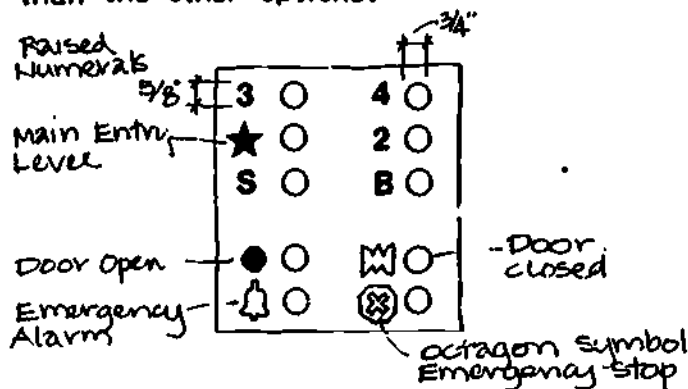 than the other options.
3/4"
Raised
Numerals
5/8"
3 4
Main Entry
Level
2
S B
Door Open
Door
closed
Emergency
Alarm
octagon symbol
Emergency stop